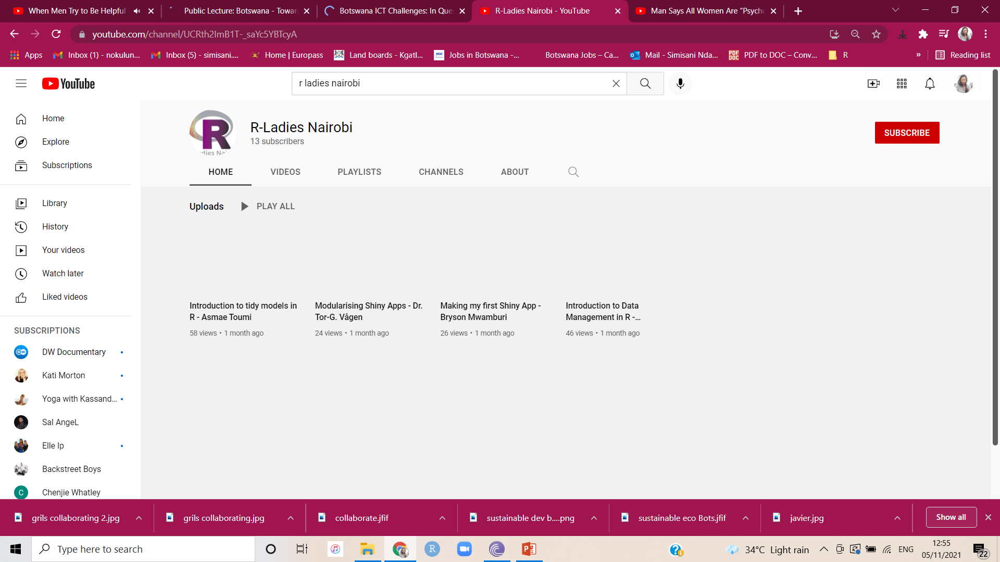 When Men Try to Be Helpful
Public Lecture: Botswana - Towar
Botswana ICT Challenges: In Ques
R-Ladies Nairobi - YouTube
Man Says All Women Are “Psycho
youtube.com/channel/UCRth2ImB1T-_saYc5YBTcyA
Apps
Inbox (1) - nokulun...
Inbox (5) - simisani....
Home | Europass
Land boards - Kgatl...
Jobs in Botswana -...
Botswana Jobs – Ca...
Mail - Simisani Nda...
PDF DOC
PDF to DOC – Conv...
R
»
Reading list
YouTube
r ladies nairobi
Home
Explore
Subscriptions
Library
History
Your videos
Watch later
Liked videos
SUBSCRIPTIONS
DW Documentary
Kati Morton
Yoga with Kassand...
Sal AngeL
Elle Ip
Backstreet Boys
C
Chenjie Whatley
R
R-Ladies Nairobi
13 subscribers
SUBSCRIBE
HOME
VIDEOS
PLAYLISTS
CHANNELS
ABOUT
Uploads
PLAY ALL
Introduction to tidy models in
R - Asmae Toumi
58 views • 1 month ago
Modularising Shiny Apps - Dr.
Tor-G. Vågen
24 views • 1 month ago
Making my first Shiny App -
Bryson Mwamburi
26 views • 1 month ago
Introduction to Data
Management in R -...
46 views • 1 month ago
grils collaborating 2.jpg
grils collaborating.jpg
collaborate.jfif
sustainable dev b....png
sustainable eco Bots.jfif
javier.jpg
Show all
Type here to search
R
34°C Light rain
ENG
12:55
05/11/2021
22